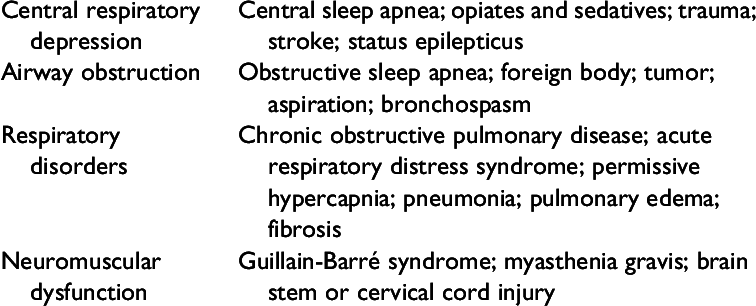 Central respiratory Central sleep apnea; opiates and sedatives; trauma;
depression stroke; status epilepticus
Airway obstruction Obstructive sleep apnea; foreign body; tumor;
aspiration; bronchospasm
Respiratory Chronic obstructive pulmonary disease; acute
disorders respiratory distress syndrome; permissive
hypercapnia; pneumonia; pulmonary edema;
fibrosis
Neuromuscular Guillain-Barré syndrome; myasthenia gravis; brain
dysfunction stem or cervical cord injury